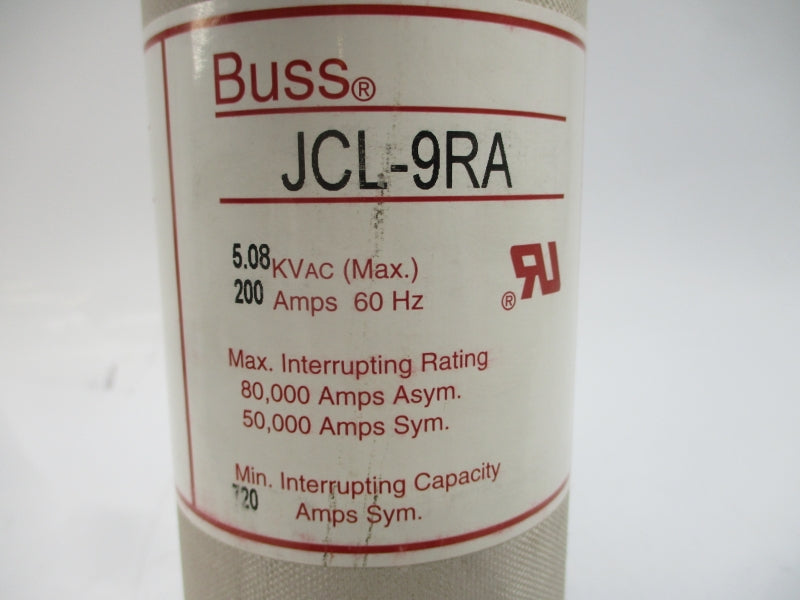 Buss®
JCL-9RA
5.08 KVAC (Max.)
200 Amps 60 Hz
RU®
Max. Interrupting Rating
80,000 Amps Asym.
50,000 Amps Sym.
Min. Interrupting Capacity
720 Amps Sym.